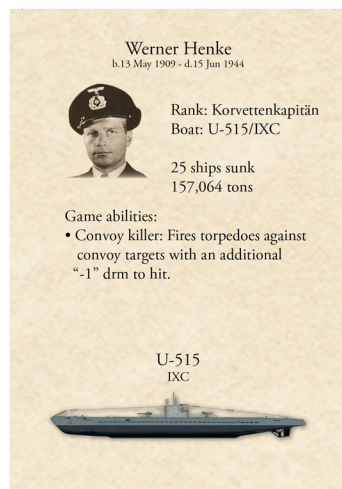 Werner Henke
b.13 May 1909 - d.15 Jun 1944
Rank: Korvettenkapitän
Boat: U-515/IXC
25 ships sunk
157,064 tons
Game abilities:
• Convoy killer: Fires torpedoes against
convoy targets with an additional
“-1” drm to hit.
U-515
IXC